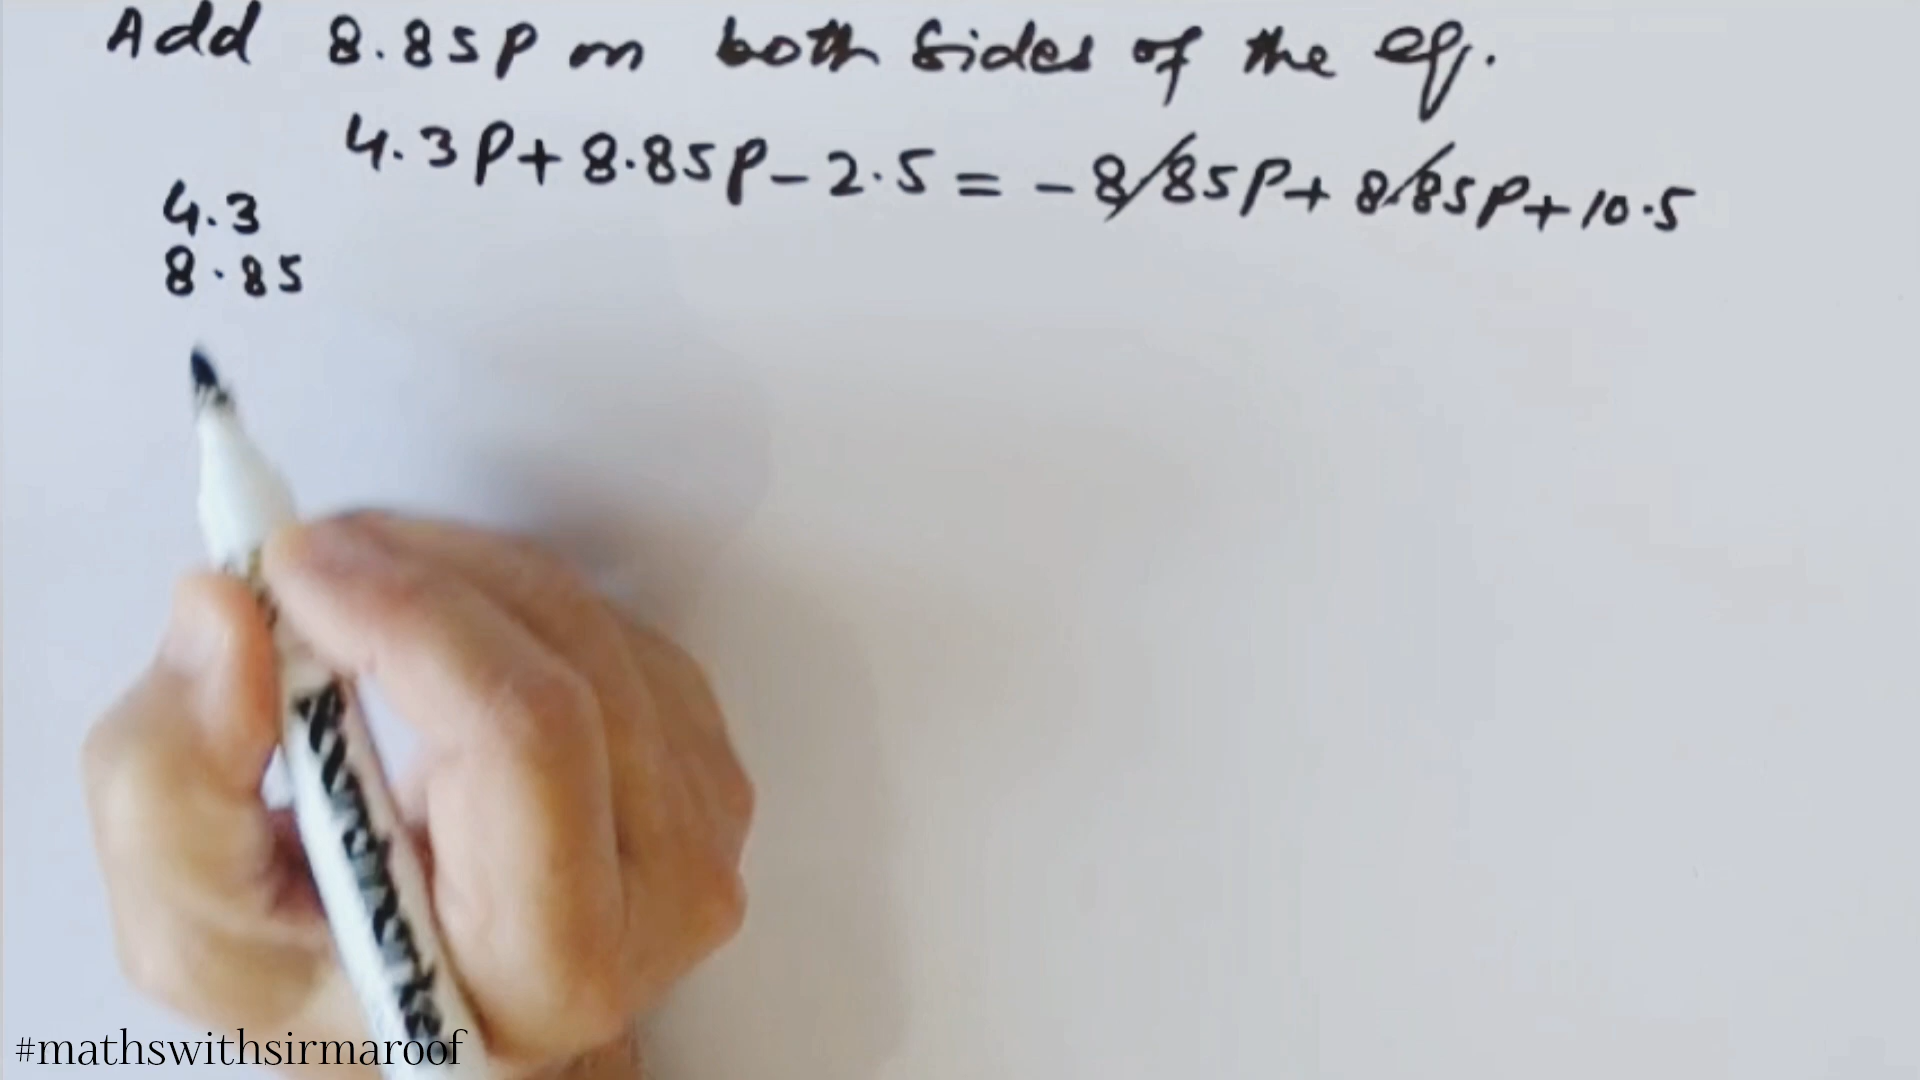 Add 8.85P on both sides of the eq.
4.3P + 8.85P - 2.5 = - 8.85P + 8.85P + 10.5
4.3
8.85
#mathswithsirmaroof